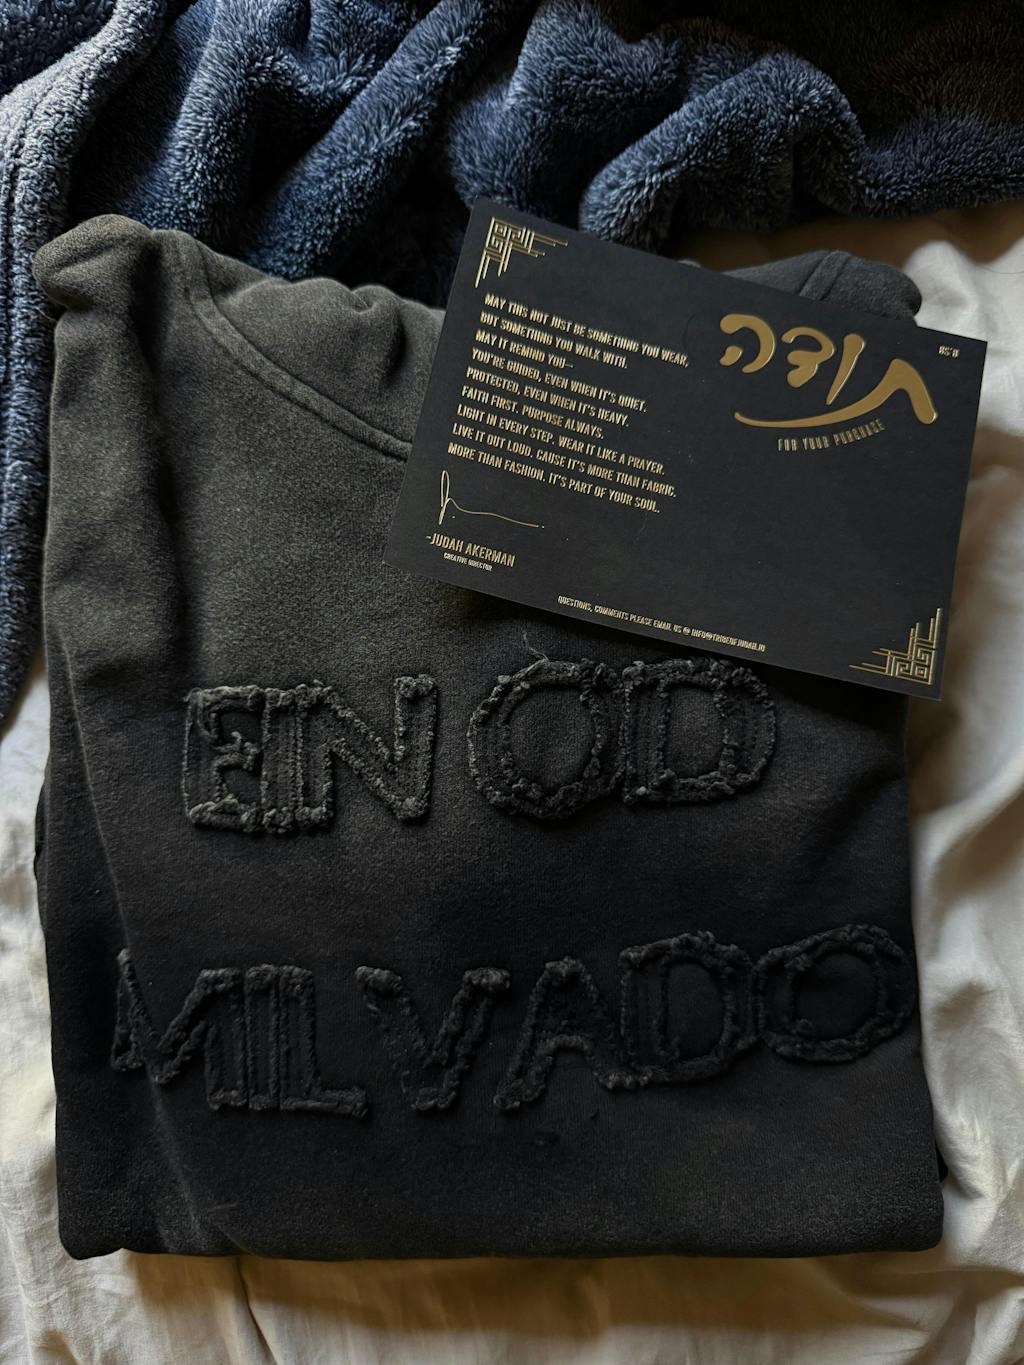 MAY THIS NOT JUST BE SOMETHING YOU WEAR,
BUT SOMETHING YOU WALK WITH.
MAY IT REMIND YOU—
YOU'RE GUIDED, EVEN WHEN IT'S QUIET.
PROTECTED, EVEN WHEN IT'S HEAVY.
FAITH FIRST. PURPOSE ALWAYS.
LIGHT IN EVERY STEP. WEAR IT LIKE A PRAYER.
LIVE IT OUT LOUD. CAUSE IT'S MORE THAN FABRIC.
MORE THAN FASHION. IT'S PART OF YOUR SOUL.
-JUDAH AKERMAN
CREATIVE DIRECTOR
תודה
FOR YOUR PURCHASE
QUESTIONS, COMMENTS PLEASE EMAIL US @ INFO@TRIBEOFJUDAH.IO
EIN OD
MILVADO